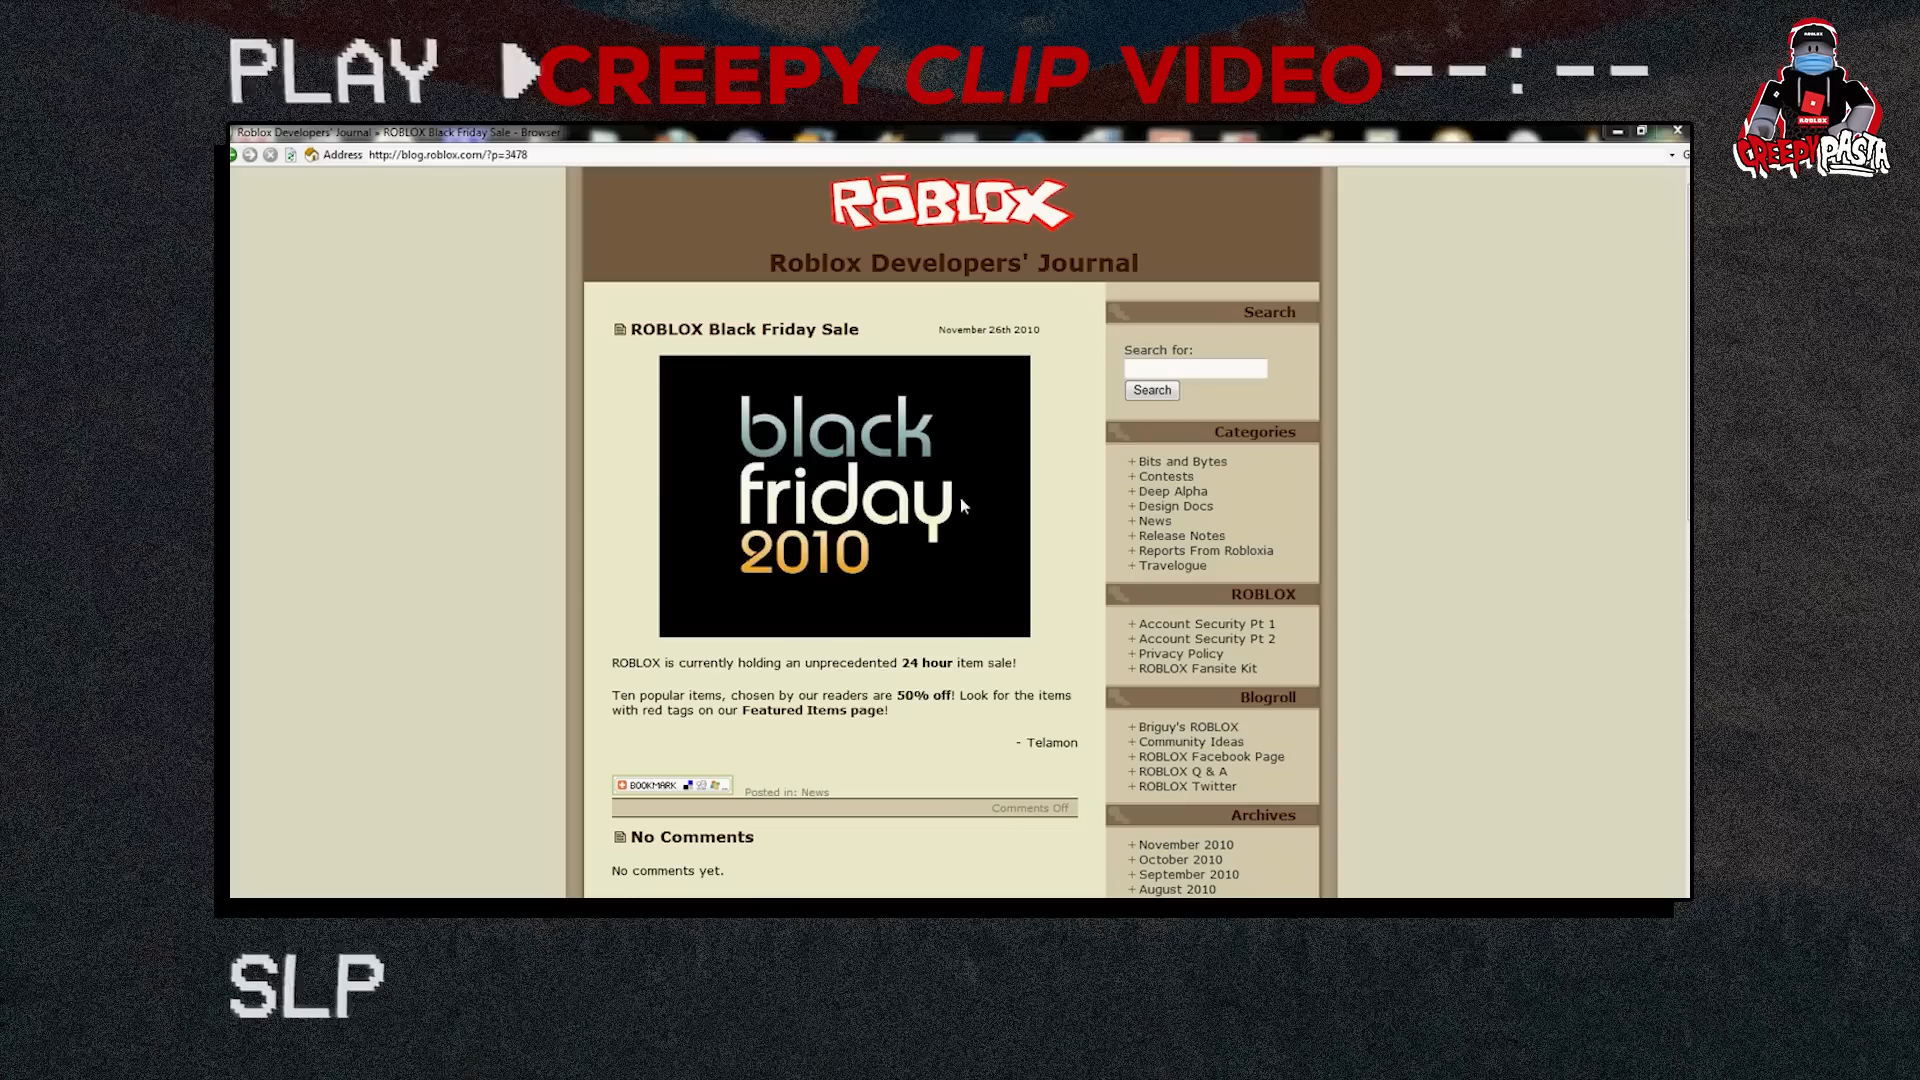 PLAY
CREEPY CLIP VIDEO
--:--
ROBLOX
CREEPYPASTA
Roblox Developers' Journal » ROBLOX Black Friday Sale - Browser
Address http://blog.roblox.com/?p=3478
RŌBLOX
Roblox Developers' Journal
ROBLOX Black Friday Sale
November 26th 2010
black
friday
2010
ROBLOX is currently holding an unprecedented 24 hour item sale!
Ten popular items, chosen by our readers are 50% off! Look for the items
with red tags on our Featured Items page!
- Telamon
BOOKMARK
Posted in: News
Comments Off
No Comments
No comments yet.
Search
Search for:
Search
Categories
+ Bits and Bytes
+ Contests
+ Deep Alpha
+ Design Docs
+ News
+ Release Notes
+ Reports From Robloxia
+ Travelogue
ROBLOX
+ Account Security Pt 1
+ Account Security Pt 2
+ Privacy Policy
+ ROBLOX Fansite Kit
Blogroll
+ Briguy's ROBLOX
+ Community Ideas
+ ROBLOX Facebook Page
+ ROBLOX Q & A
+ ROBLOX Twitter
Archives
+ November 2010
+ October 2010
+ September 2010
+ August 2010
SLP